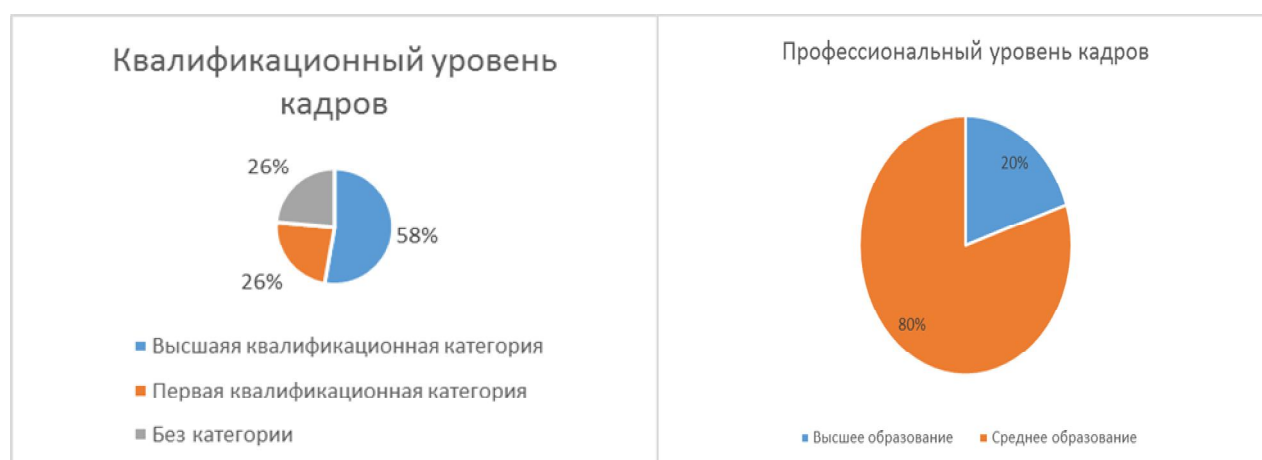 Квалификационный уровень
кадров
26%
58%
26%
Высшаяя квалификационная категория
Первая квалификационная категория
Без категории
Профессиональный уровень кадров
20%
80%
Высшее образование
Среднее образование